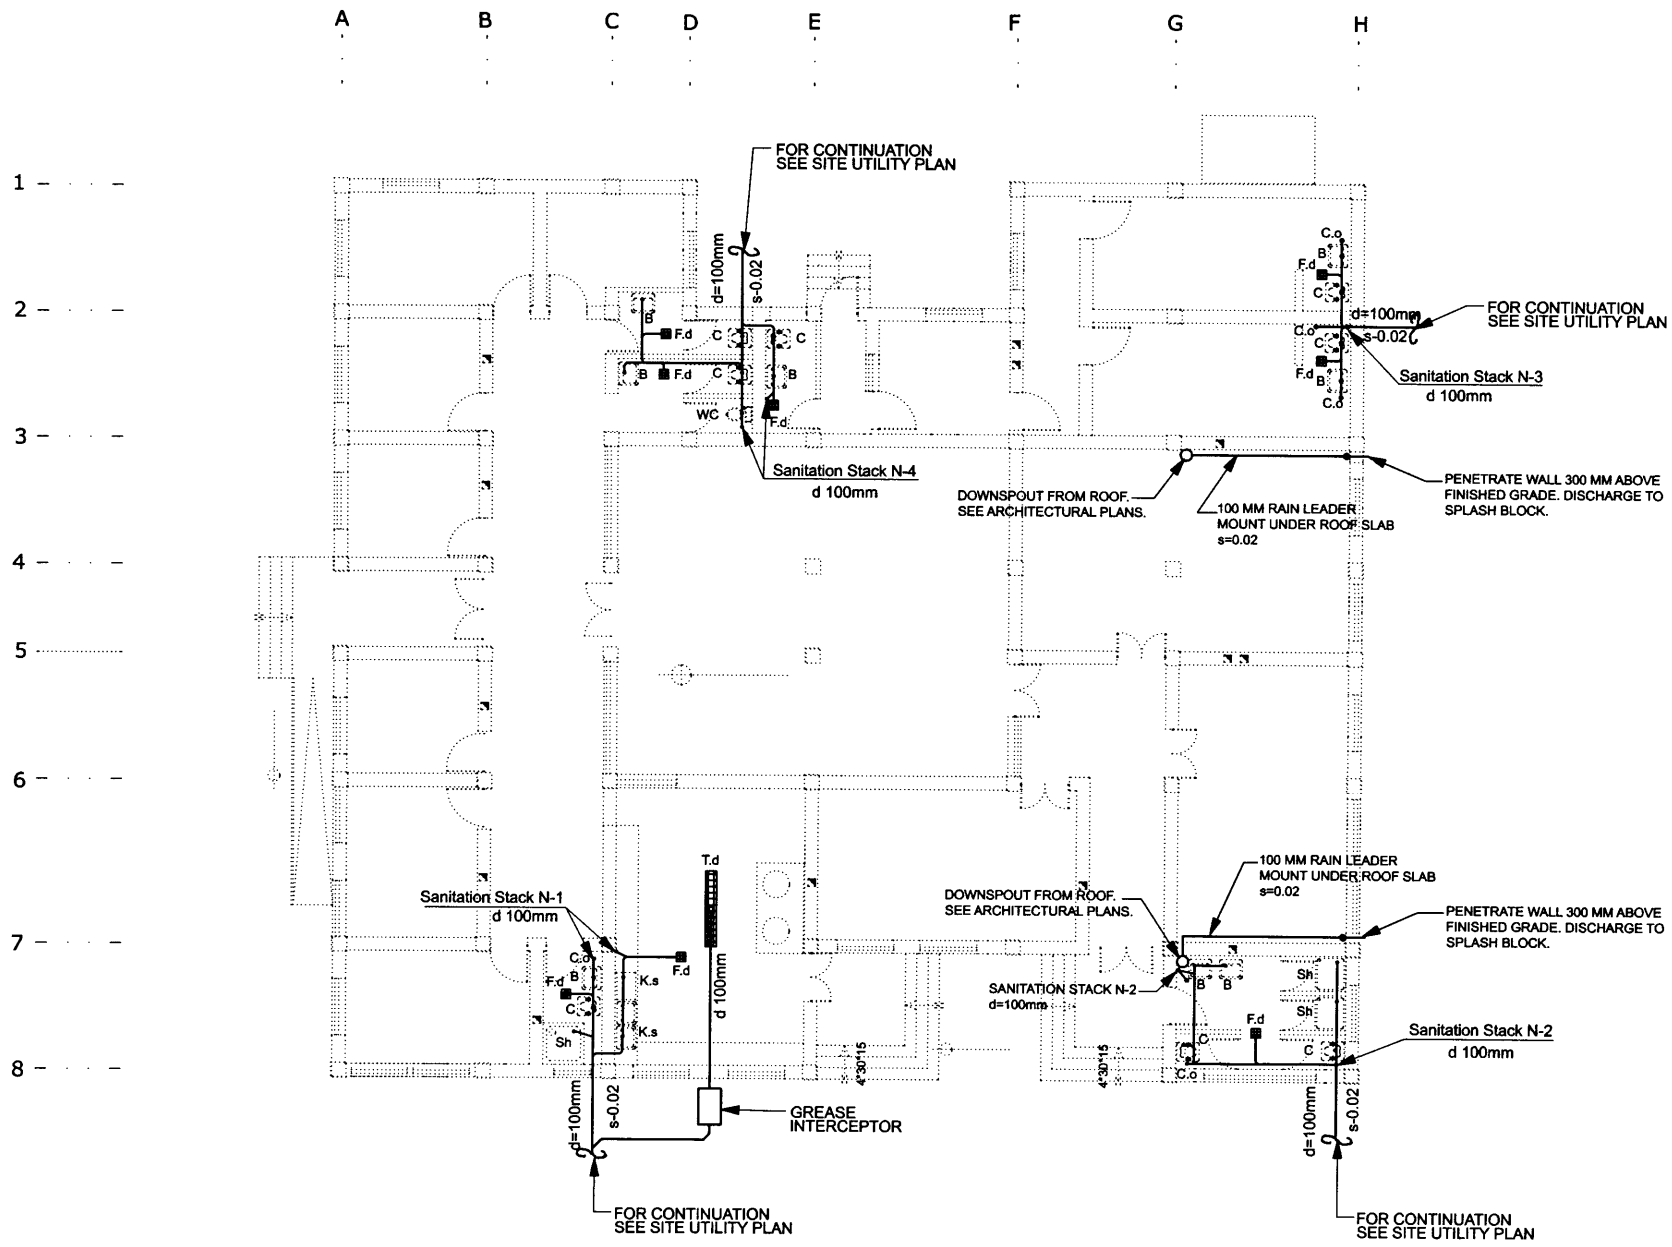 A B C D E F G H
1
2
3
4
5
6
7
8
FOR CONTINUATION
SEE SITE UTILITY PLAN
d=100mm
s-0.02
B
F.d
B
F.d
C
C
C
B
WC
F.d
Sanitation Stack N-4
d 100mm
C.o
B
F.d
C
d=100mm
s-0.02
C.o
C
F.d
B
C.o
FOR CONTINUATION
SEE SITE UTILITY PLAN
Sanitation Stack N-3
d 100mm
DOWNSPOUT FROM ROOF.
SEE ARCHITECTURAL PLANS.
100 MM RAIN LEADER
MOUNT UNDER ROOF SLAB
s=0.02
PENETRATE WALL 300 MM ABOVE
FINISHED GRADE. DISCHARGE TO
SPLASH BLOCK.
T.d
Sanitation Stack N-1
d 100mm
C.o
B
F.d
C
Sh
K.s
K.s
F.d
d 100mm
d=100mm
s-0.02
GREASE
INTERCEPTOR
FOR CONTINUATION
SEE SITE UTILITY PLAN
4*30*15
100 MM RAIN LEADER
MOUNT UNDER ROOF SLAB
s=0.02
DOWNSPOUT FROM ROOF.
SEE ARCHITECTURAL PLANS.
PENETRATE WALL 300 MM ABOVE
FINISHED GRADE. DISCHARGE TO
SPLASH BLOCK.
SANITATION STACK N-2
d=100mm
B
B
Sh
Sh
F.d
C
C
C.o
4*30*15
Sanitation Stack N-2
d 100mm
d=100mm
s-0.02
FOR CONTINUATION
SEE SITE UTILITY PLAN